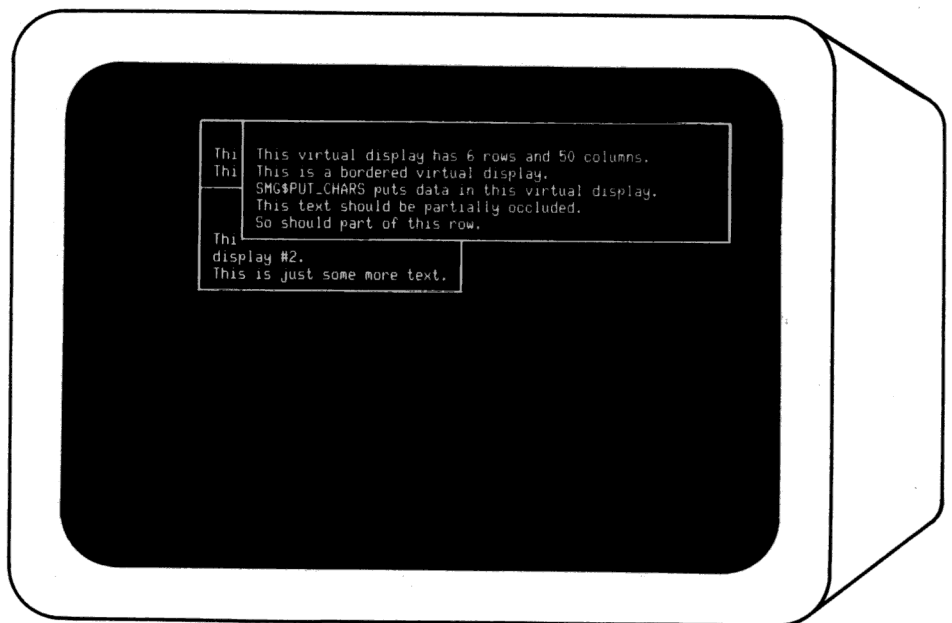 Thi This virtual display has 6 rows and 50 columns.
Thi This is a bordered virtual display.
SMG$PUT_CHARS puts data in this virtual display.
This text should be partially occluded.
So should part of this row.
Thi
display #2.
This is just some more text.